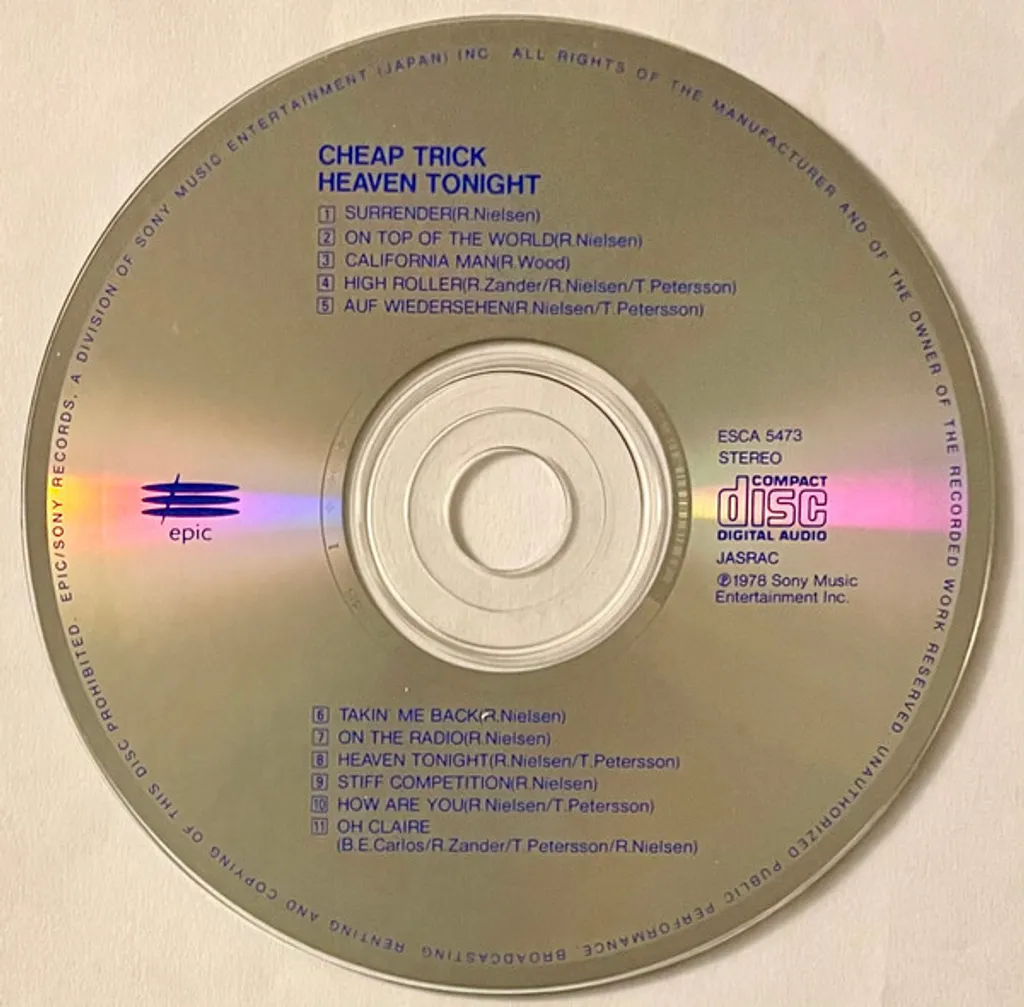 EPIC/SONY RECORDS, A DIVISION OF SONY MUSIC ENTERTAINMENT (JAPAN) INC. ALL RIGHTS OF THE MANUFACTURER AND OF THE OWNER OF THE RECORDED WORK RESERVED. UNAUTHORIZED PUBLIC PERFORMANCE, BROADCASTING, RENTING AND COPYING OF THIS DISC PROHIBITED.
CHEAP TRICK
HEAVEN TONIGHT
1 SURRENDER(R.Nielsen)
2 ON TOP OF THE WORLD(R.Nielsen)
3 CALIFORNIA MAN(R.Wood)
4 HIGH ROLLER(R.Zander/R.Nielsen/T.Petersson)
5 AUF WIEDERSEHEN(R.Nielsen/T.Petersson)
epic
ESCA 5473
STEREO
COMPACT
disc
DIGITAL AUDIO
JASRAC
℗1978 Sony Music
Entertainment Inc.
6 TAKIN' ME BACK(R.Nielsen)
7 ON THE RADIO(R.Nielsen)
8 HEAVEN TONIGHT(R.Nielsen/T.Petersson)
9 STIFF COMPETITION(R.Nielsen)
10 HOW ARE YOU(R.Nielsen/T.Petersson)
11 OH CLAIRE
(B.E.Carlos/R.Zander/T.Petersson/R.Nielsen)